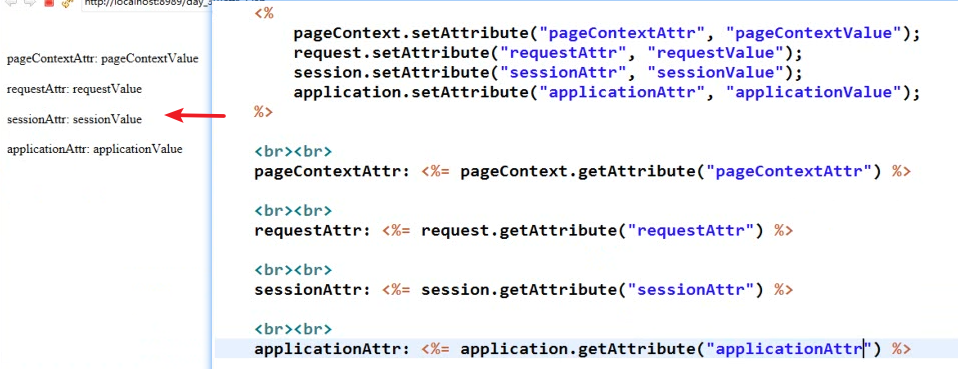 http://localhost:8989/day_3
pageContextAttr: pageContextValue
requestAttr: requestValue
sessionAttr: sessionValue
applicationAttr: applicationValue
<%
pageContext.setAttribute("pageContextAttr", "pageContextValue");
request.setAttribute("requestAttr", "requestValue");
session.setAttribute("sessionAttr", "sessionValue");
application.setAttribute("applicationAttr", "applicationValue");
%>
<br><br>
pageContextAttr: <%= pageContext.getAttribute("pageContextAttr") %>
<br><br>
requestAttr: <%= request.getAttribute("requestAttr") %>
<br><br>
sessionAttr: <%= session.getAttribute("sessionAttr") %>
<br><br>
applicationAttr: <%= application.getAttribute("applicationAttr") %>